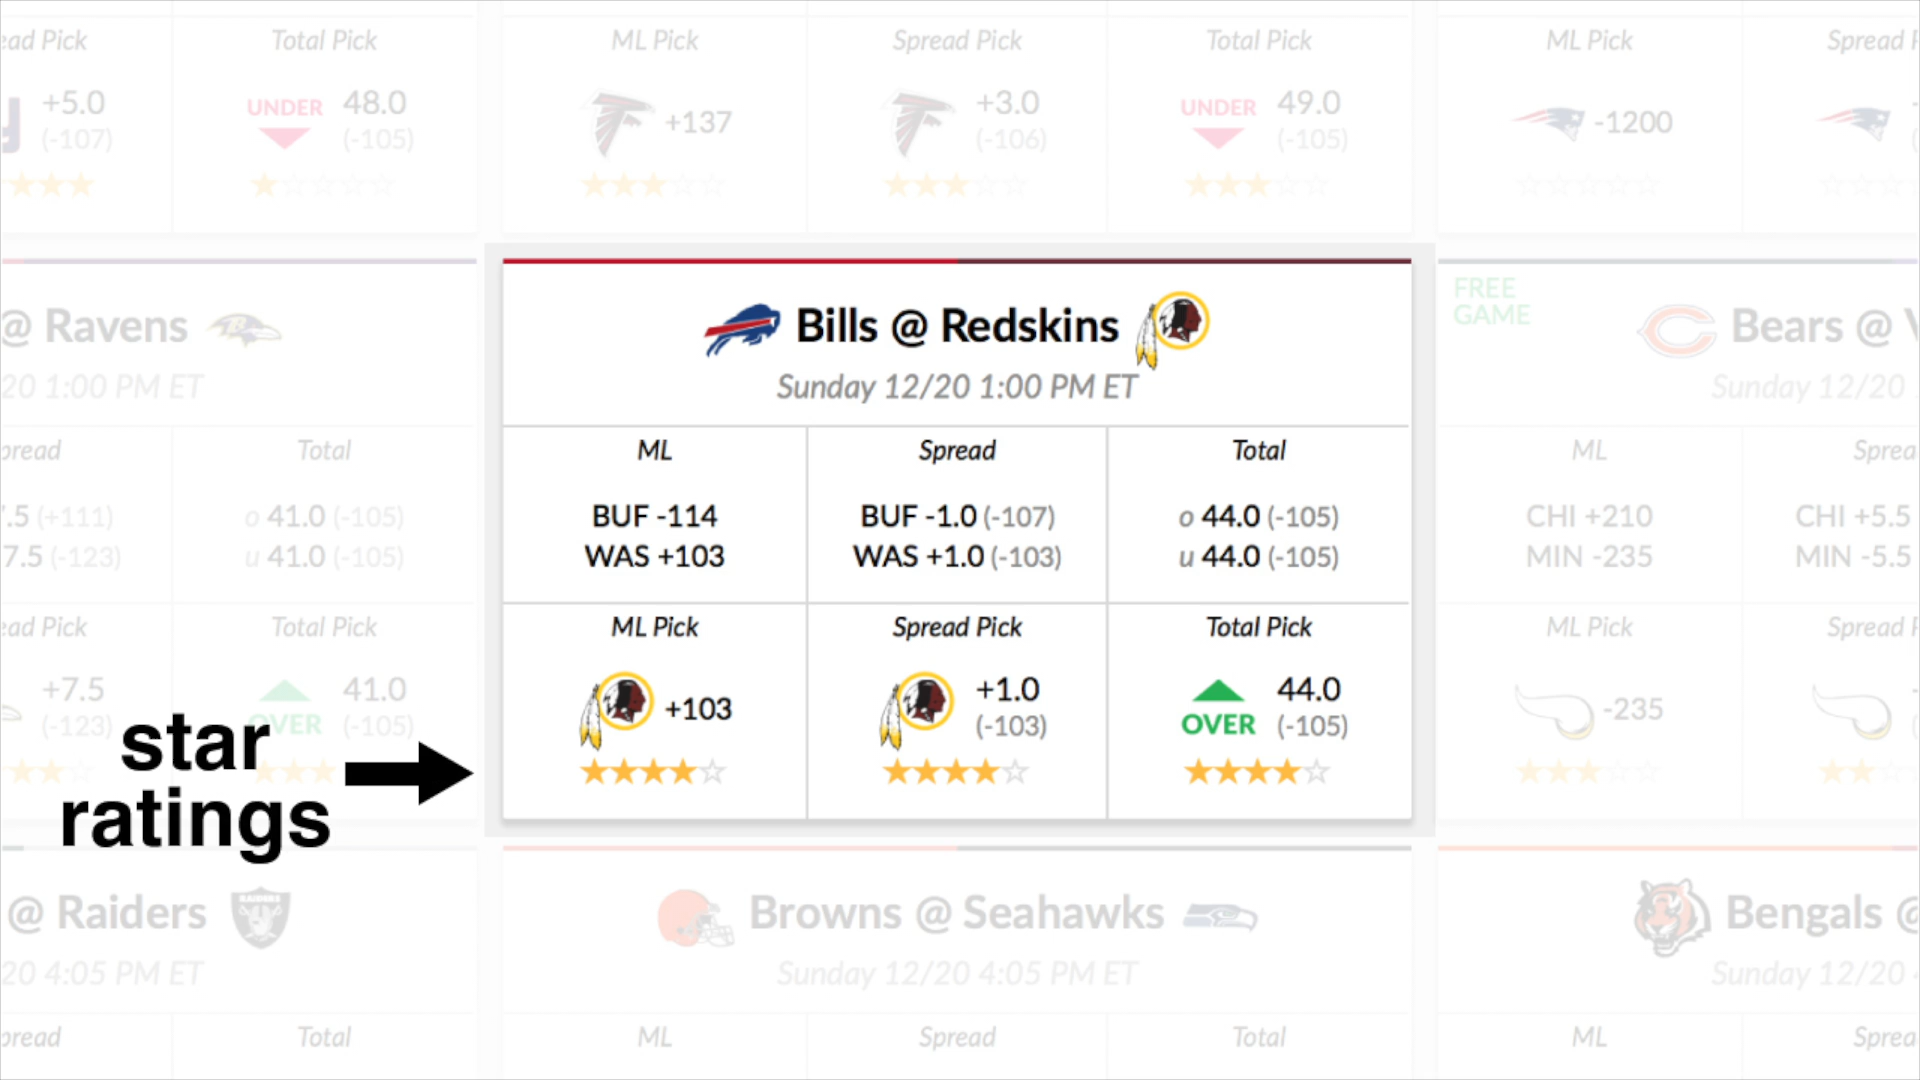 ead Pick
Total Pick
ML Pick
Spread Pick
Total Pick
ML Pick
Spread
+5.0
(-107)
UNDER
48.0
(-105)
+137
+3.0
(-106)
UNDER
49.0
(-105)
-1200
@ Ravens
20 1:00 PM ET
Bills @ Redskins
Sunday 12/20 1:00 PM ET
FREE
GAME
Bears @
Sunday 12/20
pread
Total
ML
Spread
Total
ML
Sprea
.5 (+111)
o 41.0 (-105)
BUF -114
BUF -1.0 (-107)
o 44.0 (-105)
CHI +210
CHI +5.5
7.5 (-123)
u 41.0 (-105)
WAS +103
WAS +1.0 (-103)
u 44.0 (-105)
MIN -235
MIN -5.5
ead Pick
Total Pick
ML Pick
Spread Pick
Total Pick
ML Pick
Spread
+7.5
(-123)
OVER
41.0
(-105)
+103
+1.0
(-103)
OVER
44.0
(-105)
-235
star
ratings
@ Raiders
RAIDERS
20 4:05 PM ET
Browns @ Seahawks
Sunday 12/20 4:05 PM ET
Bengals @
Sunday 12/20
pread
Total
ML
Spread
Total
ML
Sprea